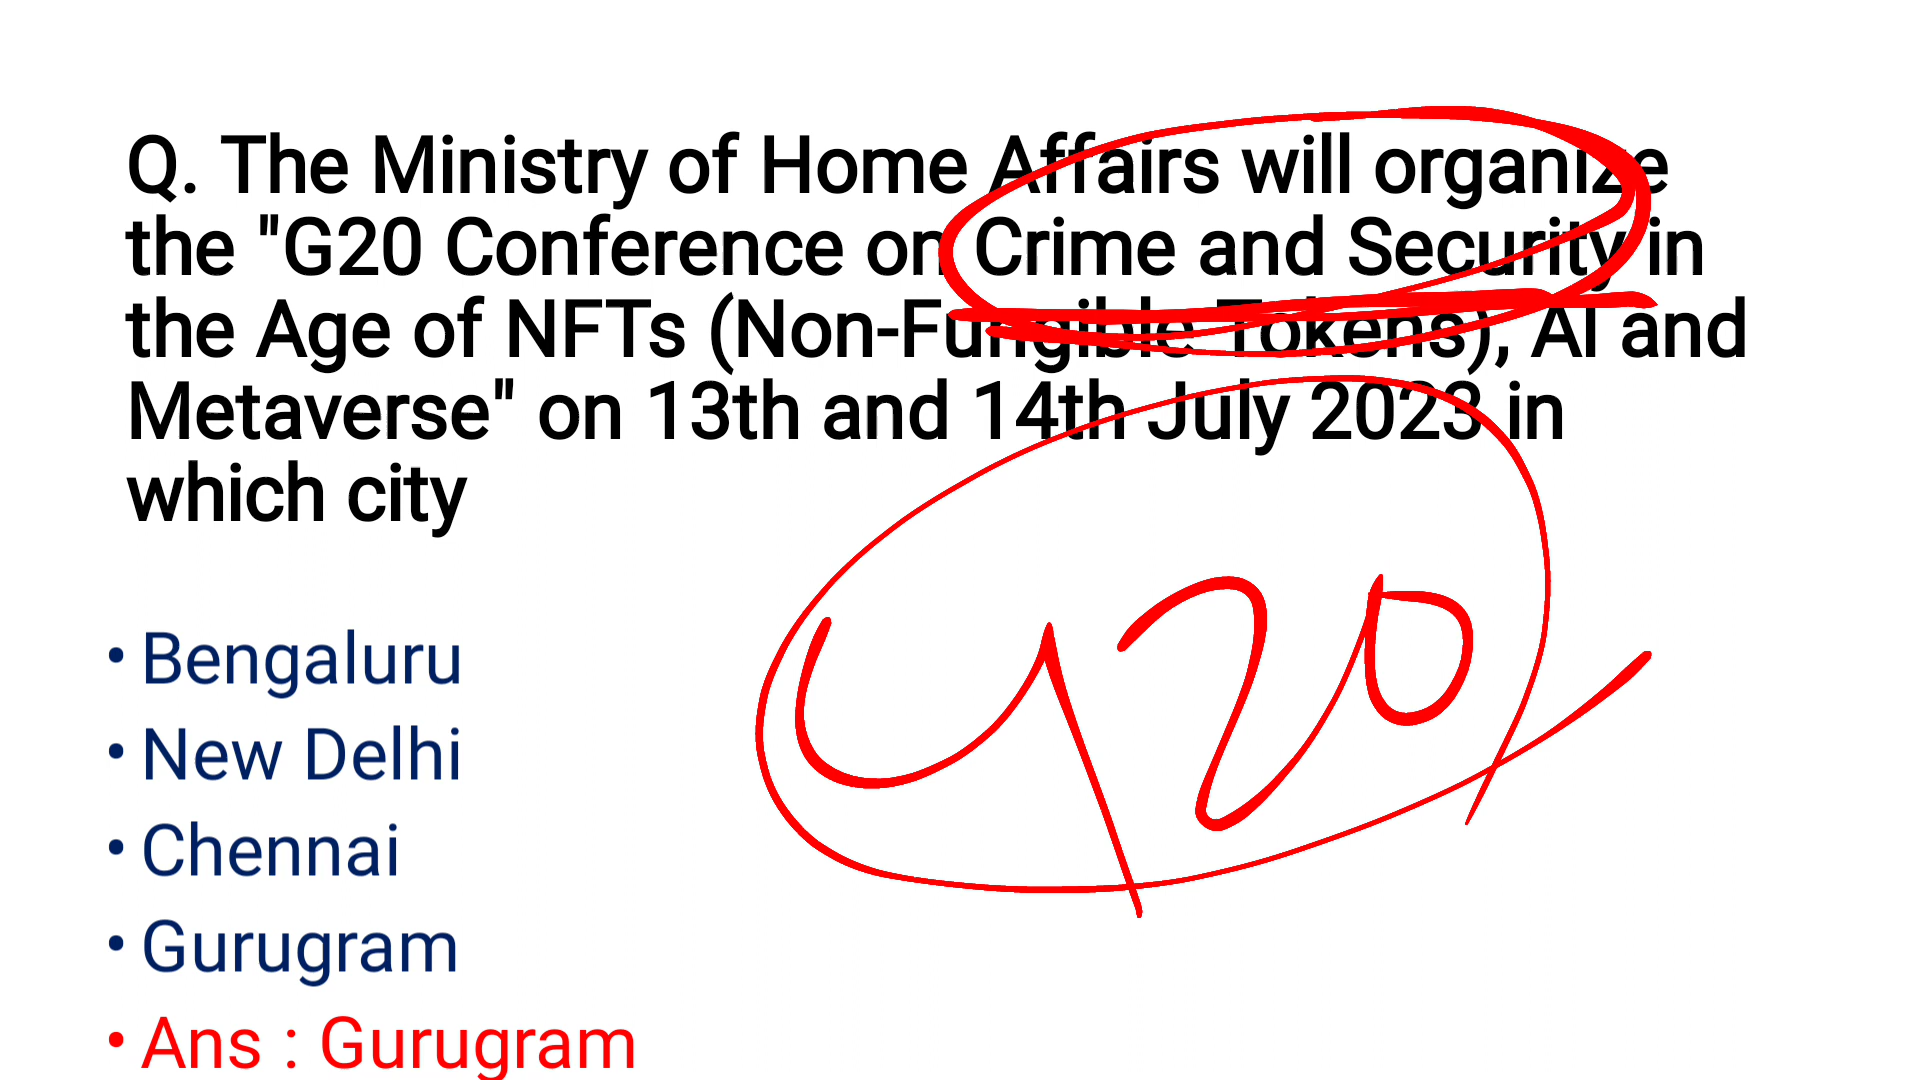 Q. The Ministry of Home Affairs will organize
the "G20 Conference on Crime and Security in
the Age of NFTs (Non-Fungible Tokens), AI and
Metaverse" on 13th and 14th July 2023 in
which city
G20
• Bengaluru
• New Delhi
• Chennai
• Gurugram
• Ans : Gurugram